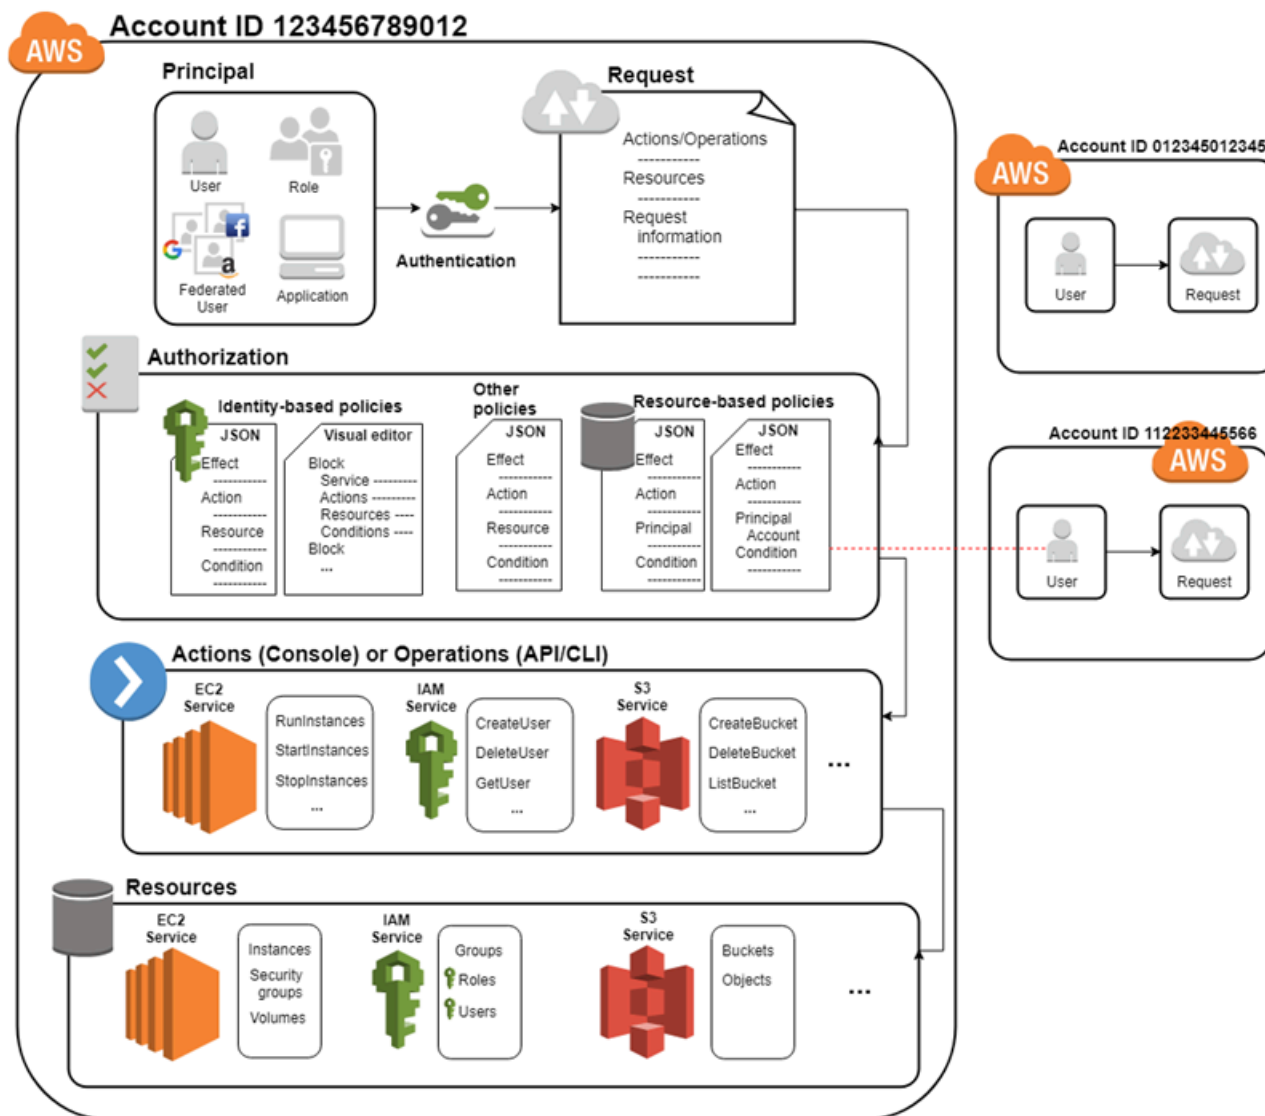 AWS
Account ID 123456789012
Principal
User
Role
Federated
User
Application
Authentication
Request
Actions/Operations
-----------
Resources
-----------
Request
information
-----------
-----------
AWS
Account ID 012345012345
User
Request
Authorization
Identity-based policies
JSON
Effect
-----------
Action
-----------
Resource
-----------
Condition
-----------
Visual editor
Block
Service ---------
Actions ---------
Resources ----
Conditions ----
Block
...
Other
policies
JSON
Effect
-----------
Action
-----------
Resource
-----------
Condition
-----------
Resource-based policies
JSON
Effect
-----------
Action
-----------
Principal
-----------
Condition
-----------
JSON
Effect
-----------
Action
-----------
Principal
Account
Condition
-----------
Account ID 112233445566
AWS
User
Request
Actions (Console) or Operations (API/CLI)
EC2
Service
RunInstances
StartInstances
StopInstances
...
IAM
Service
CreateUser
DeleteUser
GetUser
...
S3
Service
CreateBucket
DeleteBucket
ListBucket
...
...
Resources
EC2
Service
Instances
Security
groups
Volumes
IAM
Service
Groups
Roles
Users
S3
Service
Buckets
Objects
...